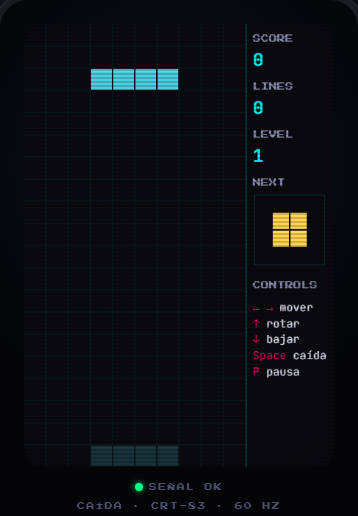 SCORE
0
LINES
0
LEVEL
1
NEXT
CONTROLS
← → mover
↑ rotar
↓ bajar
Space caída
P pausa
SEÑAL OK
CAÍDA · CRT-S3 · 60 HZ